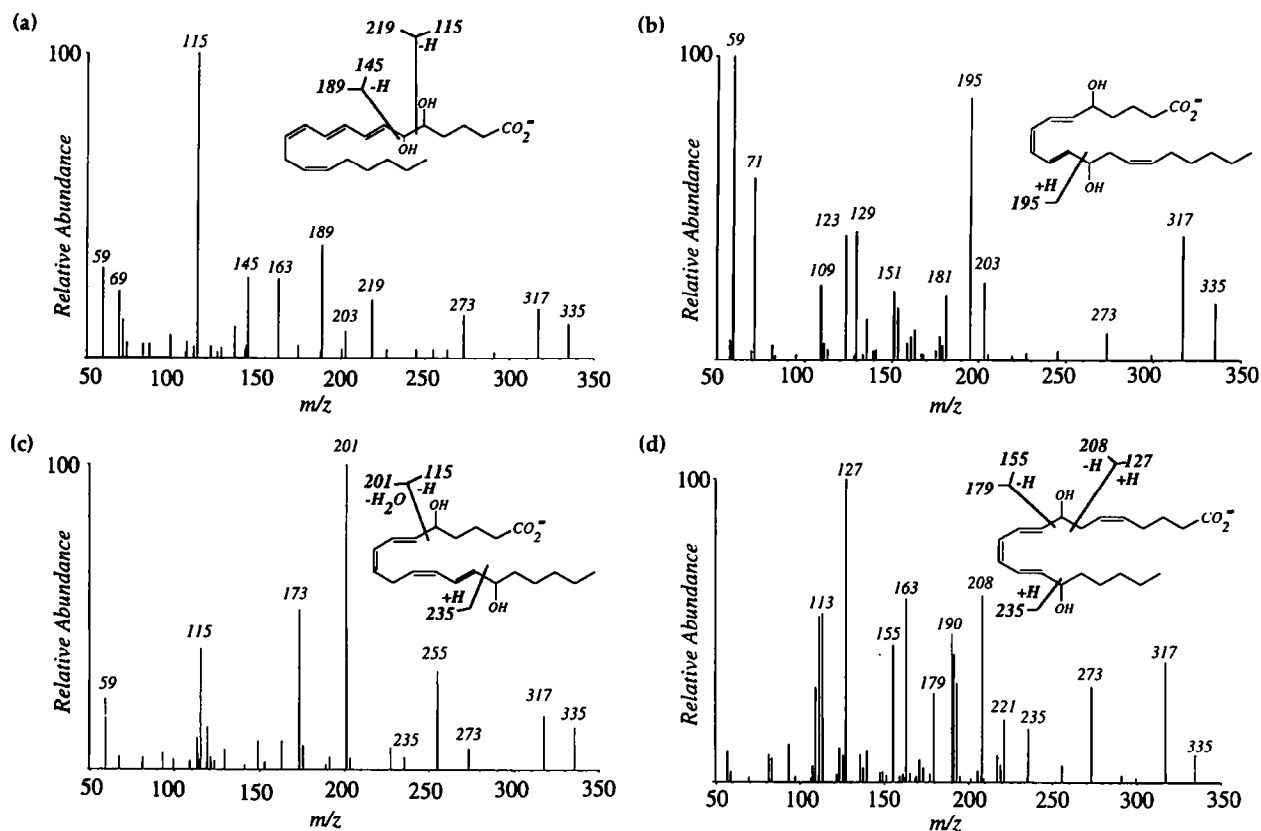 (a)
219 115
-H
145
189 -H
OH
OH
CO2-
100
115
59
69
145
163
189
203
219
273
317
335
Relative Abundance
50 100 150 200 250 300 350
m/z
(b)
100
59
71
109
123
129
151
181
195
203
273
317
335
OH
CO2-
+H
195
OH
Relative Abundance
50 100 150 200 250 300 350
m/z
(c)
100
201
201 115
-H2O -H
OH
CO2-
+H
235
OH
59
115
173
235
255
273
317
335
Relative Abundance
50 100 150 200 250 300 350
m/z
(d)
100
127
155
-H
179
208
-H 127
+H
OH
CO2-
+H
235
OH
113
155
163
179
190
208
221
235
273
317
335
Relative Abundance
50 100 150 200 250 300 350
m/z